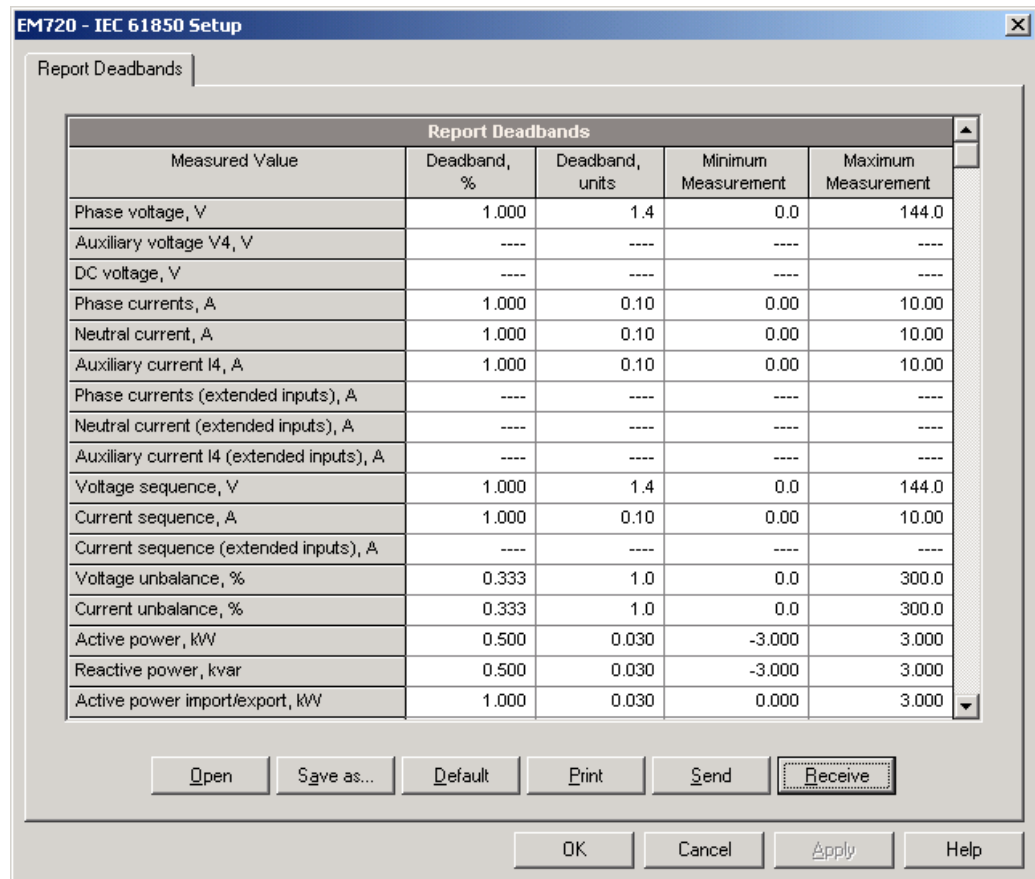 EM720 - IEC 61850 Setup
Report Deadbands
Report Deadbands
Measured Value Deadband, % Deadband, units Minimum Measurement Maximum Measurement
Phase voltage, V 1.000 1.4 0.0 144.0
Auxiliary voltage V4, V ---- ---- ---- ----
DC voltage, V ---- ---- ---- ----
Phase currents, A 1.000 0.10 0.00 10.00
Neutral current, A 1.000 0.10 0.00 10.00
Auxiliary current I4, A 1.000 0.10 0.00 10.00
Phase currents (extended inputs), A ---- ---- ---- ----
Neutral current (extended inputs), A ---- ---- ---- ----
Auxiliary current I4 (extended inputs), A ---- ---- ---- ----
Voltage sequence, V 1.000 1.4 0.0 144.0
Current sequence, A 1.000 0.10 0.00 10.00
Current sequence (extended inputs), A ---- ---- ---- ----
Voltage unbalance, % 0.333 1.0 0.0 300.0
Current unbalance, % 0.333 1.0 0.0 300.0
Active power, kW 0.500 0.030 -3.000 3.000
Reactive power, kvar 0.500 0.030 -3.000 3.000
Active power import/export, kW 1.000 0.030 0.000 3.000
Open Save as... Default Print Send Receive
OK Cancel Apply Help